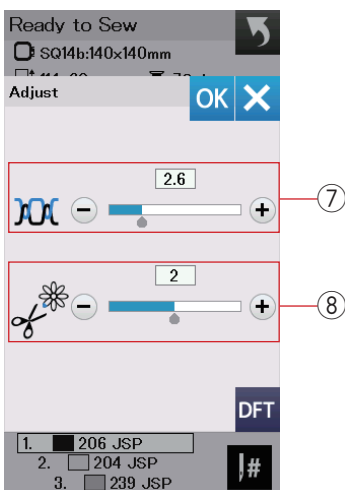 Ready to Sew
SQ14b:140×140mm
Adjust
OK
2.6
7
2
8
DFT
1. 206 JSP
2. 204 JSP
3. 239 JSP
#